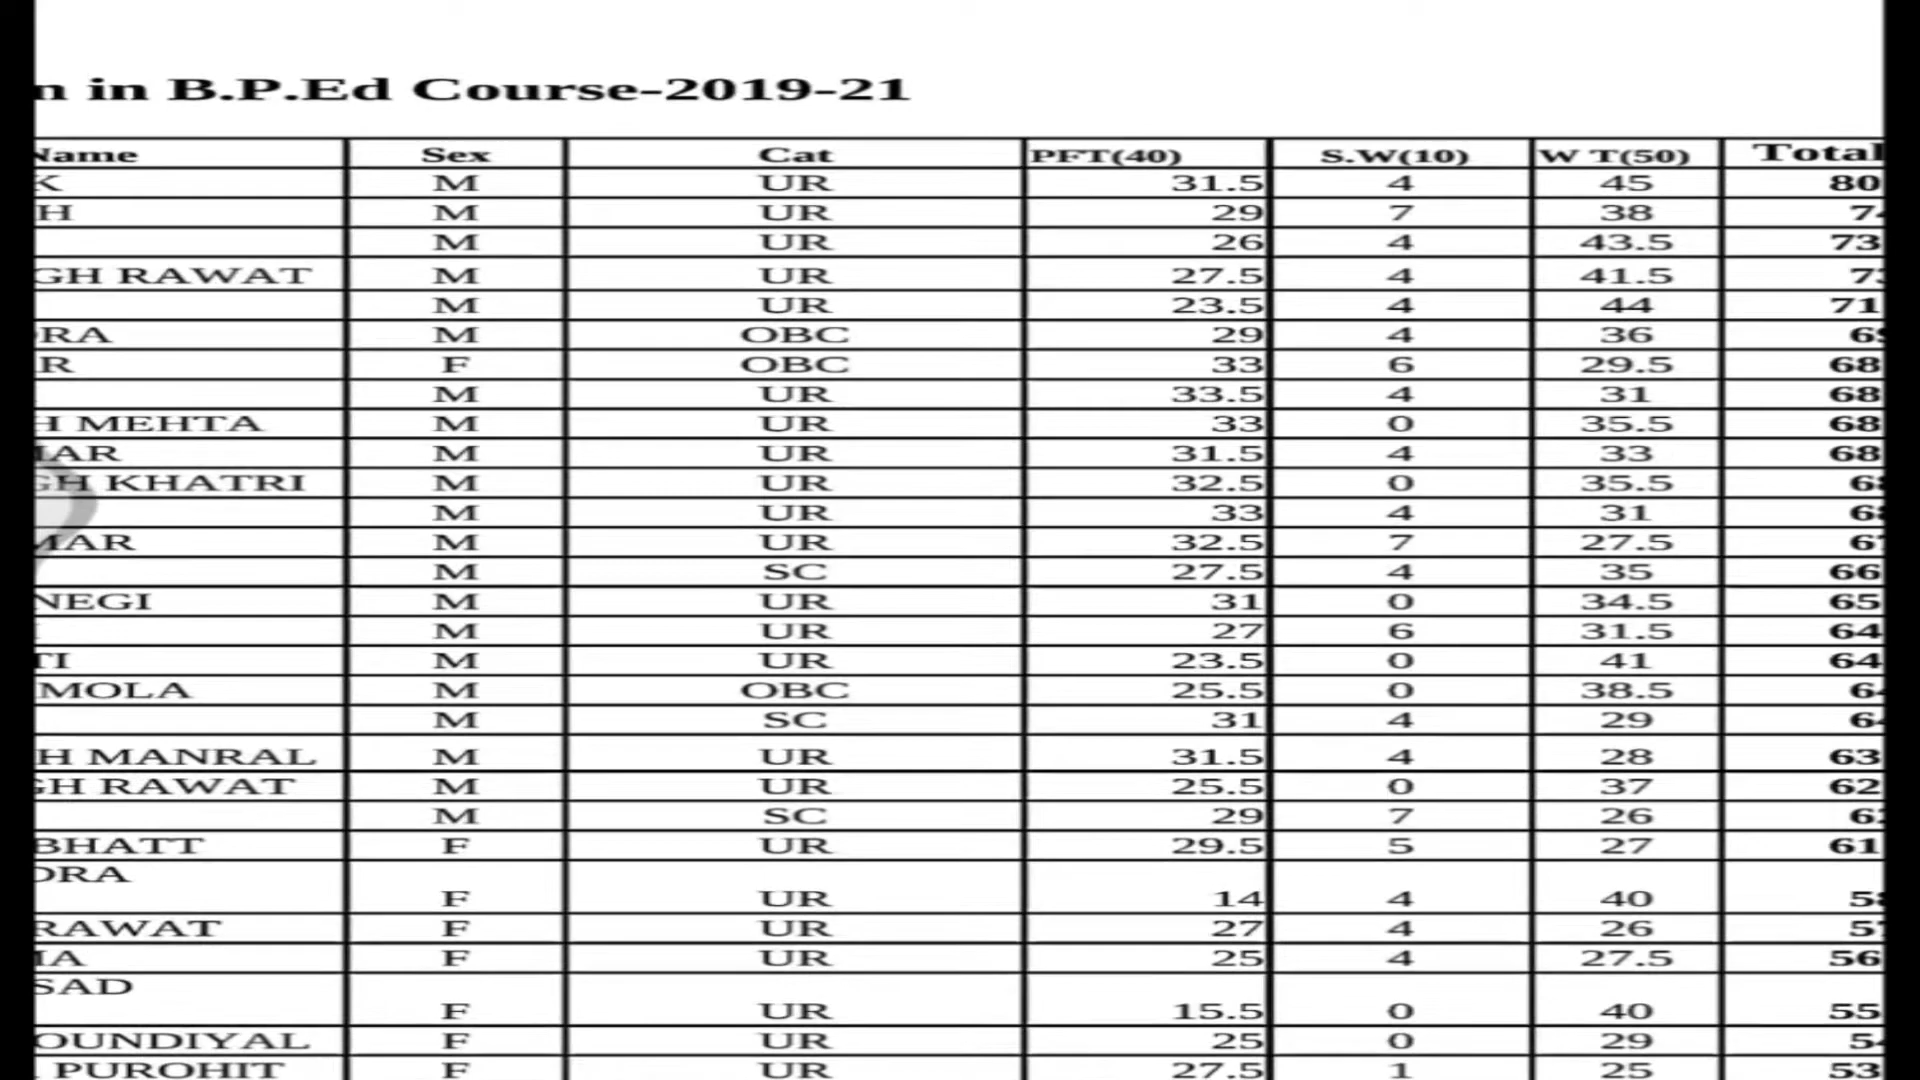 n in B.P.Ed Course-2019-21
Name Sex Cat PFT(40) S.W(10) W T(50) Total
K M UR 31.5 4 45 80
H M UR 29 7 38 7
M UR 26 4 43.5 73
GH RAWAT M UR 27.5 4 41.5 73
M UR 23.5 4 44 71
DRA M OBC 29 4 36 69
R F OBC 33 6 29.5 68
M UR 33.5 4 31 68
H MEHTA M UR 33 0 35.5 68
MAR M UR 31.5 4 33 68
GH KHATRI M UR 32.5 0 35.5 68
M UR 33 4 31 68
MAR M UR 32.5 7 27.5 67
M SC 27.5 4 35 66
NEGI M UR 31 0 34.5 65
M UR 27 6 31.5 64
TI M UR 23.5 0 41 64
MOLA M OBC 25.5 0 38.5 64
M SC 31 4 29 64
H MANRAL M UR 31.5 4 28 63
GH RAWAT M UR 25.5 0 37 62
M SC 29 7 26 62
BHATT F UR 29.5 5 27 61
DRA
F UR 14 4 40 58
RAWAT F UR 27 4 26 57
MA F UR 25 4 27.5 56
SAD
F UR 15.5 0 40 55
OUNDIYAL F UR 25 0 29 54
PUROHIT F UR 27.5 1 25 53